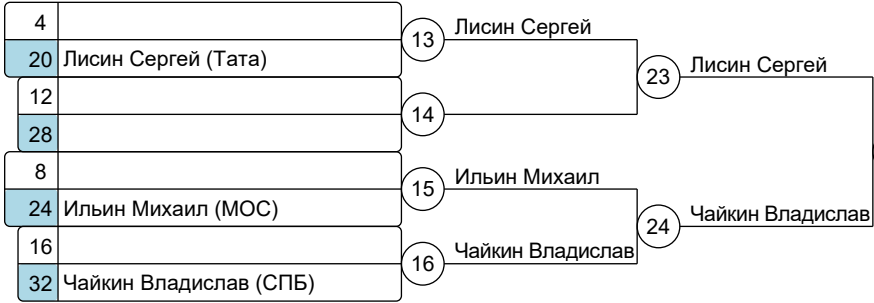 4
13 Лисин Сергей
20 Лисин Сергей (Тата)
23 Лисин Сергей
12
14
28
8
15 Ильин Михаил
24 Ильин Михаил (МОС)
24 Чайкин Владислав
16
16 Чайкин Владислав
32 Чайкин Владислав (СПБ)